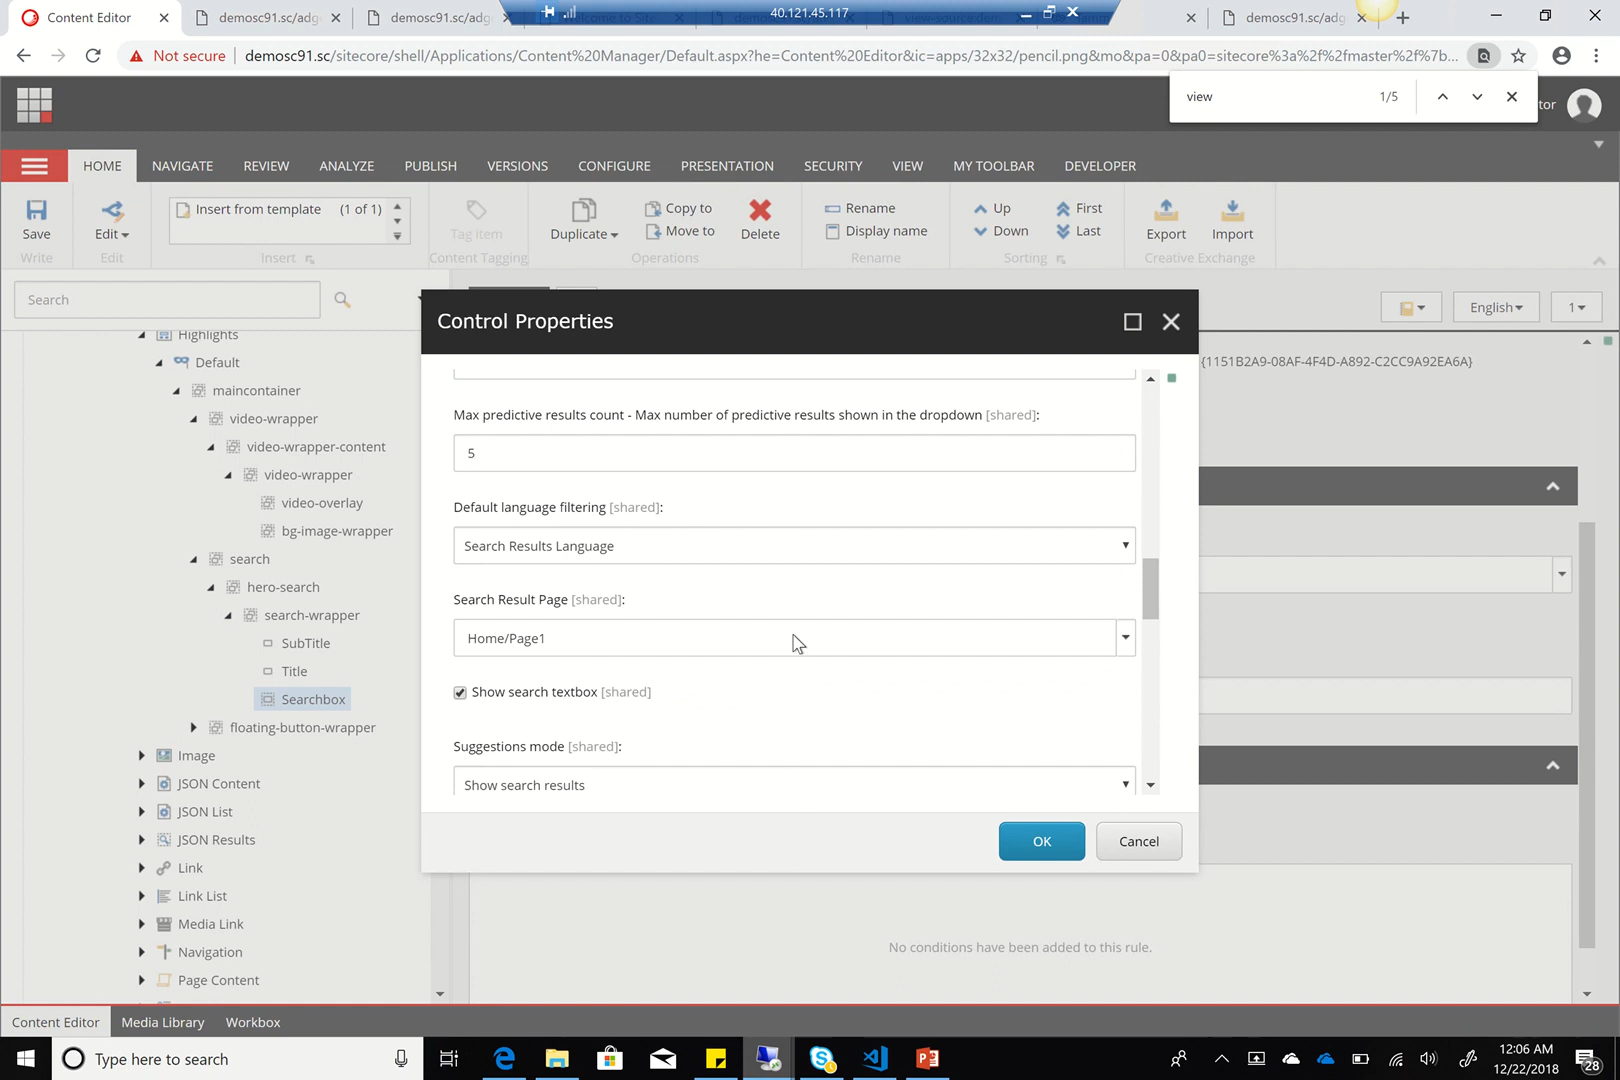 Content Editor
demosc91.sc/adg
demosc91.sc/adg
40.121.45.117
demosc91.sc/adg
Not secure
demosc91.sc/sitecore/shell/Applications/Content%20Manager/Default.aspx?he=Content%20Editor&ic=apps/32x32/pencil.png&mo&pa=0&pa0=sitecore%3a%2f%2fmaster%2f%7b...
view
1/5
tor
HOME
NAVIGATE
REVIEW
ANALYZE
PUBLISH
VERSIONS
CONFIGURE
PRESENTATION
SECURITY
VIEW
MY TOOLBAR
DEVELOPER
Insert from template (1 of 1)
Copy to
Rename
Up
First
Save
Edit
Tag item
Duplicate
Move to
Delete
Display name
Down
Last
Export
Import
Write
Edit
Insert
Content Tagging
Operations
Rename
Sorting
Creative Exchange
Search
English
1
Control Properties
Highlights
Default
maincontainer
video-wrapper
video-wrapper-content
video-wrapper
video-overlay
bg-image-wrapper
search
hero-search
search-wrapper
SubTitle
Title
Searchbox
floating-button-wrapper
Image
JSON Content
JSON List
JSON Results
Link
Link List
Media Link
Navigation
Page Content
{1151B2A9-08AF-4F4D-A892-C2CC9A92EA6A}
Max predictive results count - Max number of predictive results shown in the dropdown [shared]:
5
Default language filtering [shared]:
Search Results Language
Search Result Page [shared]:
Home/Page1
Show search textbox [shared]
Suggestions mode [shared]:
Show search results
OK
Cancel
No conditions have been added to this rule.
Content Editor
Media Library
Workbox
Type here to search
12:06 AM
12/22/2018
28